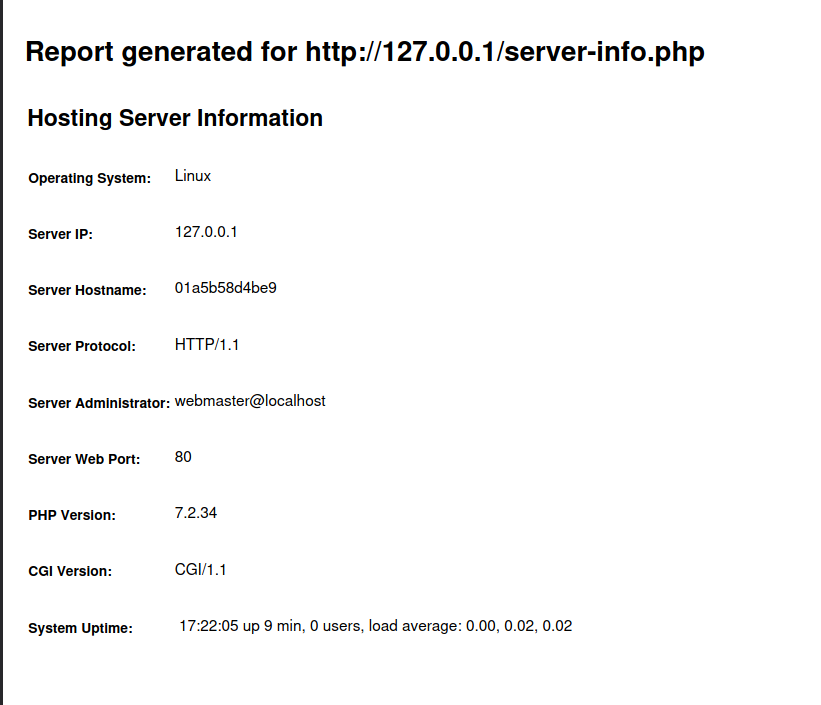 Report generated for http://127.0.0.1/server-info.php
Hosting Server Information
Operating System: Linux
Server IP: 127.0.0.1
Server Hostname: 01a5b58d4be9
Server Protocol: HTTP/1.1
Server Administrator: webmaster@localhost
Server Web Port: 80
PHP Version: 7.2.34
CGI Version: CGI/1.1
System Uptime: 17:22:05 up 9 min, 0 users, load average: 0.00, 0.02, 0.02